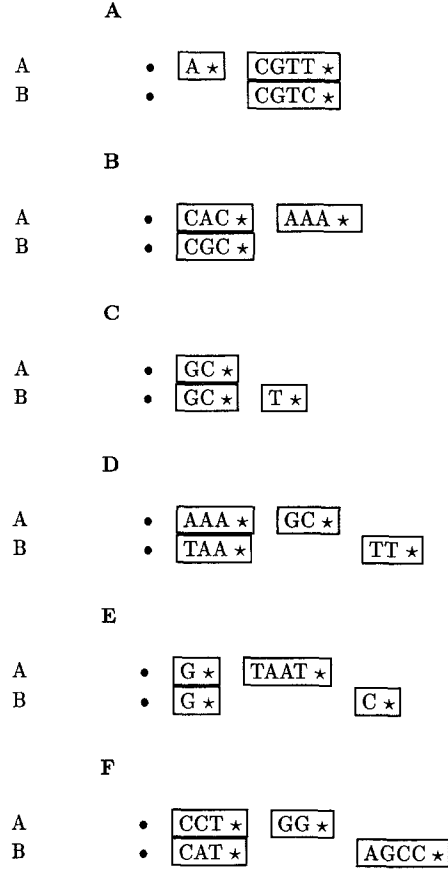 A
A • A ★ CGTT ★
B • CGTC ★
B
A • CAC ★ AAA ★
B • CGC ★
C
A • GC ★
B • GC ★ T ★
D
A • AAA ★ GC ★
B • TAA ★ TT ★
E
A • G ★ TAAT ★
B • G ★ C ★
F
A • CCT ★ GG ★
B • CAT ★ AGCC ★